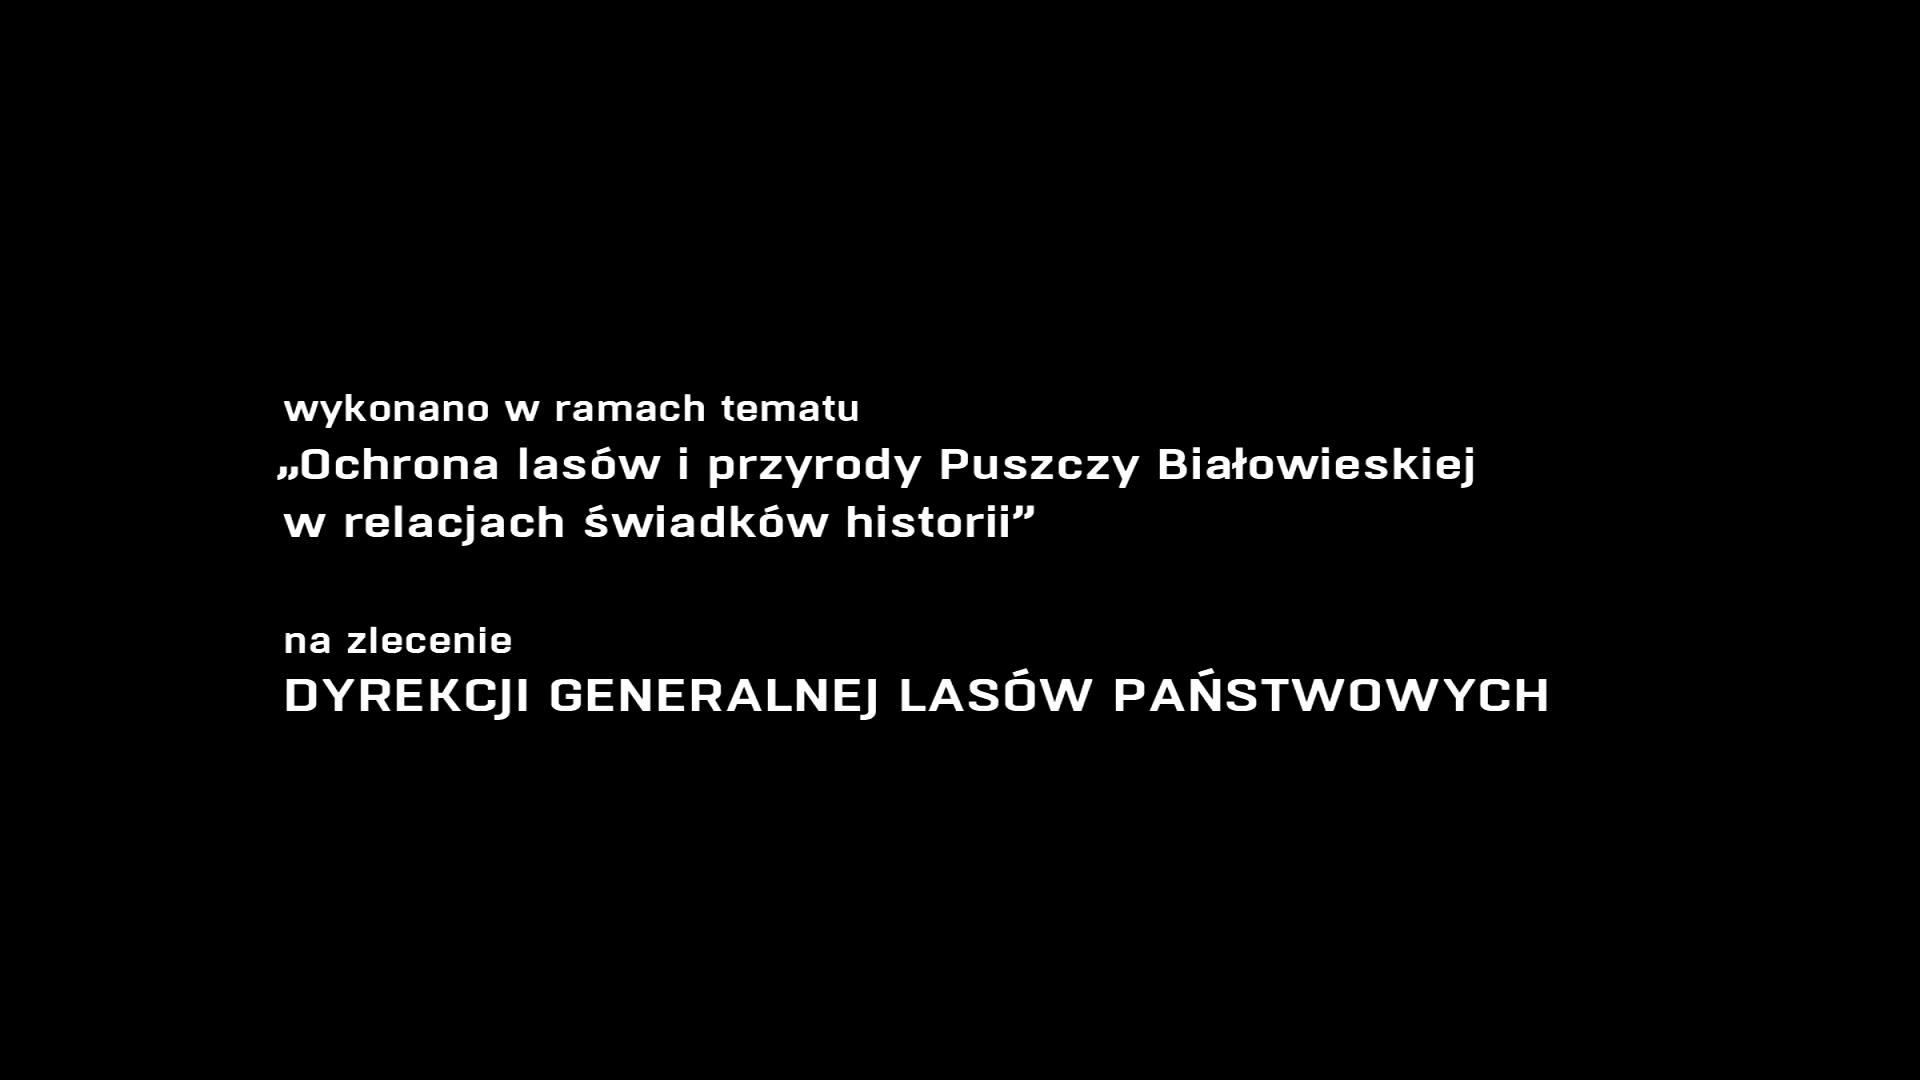 wykonano w ramach tematu
„Ochrona lasów i przyrody Puszczy Białowieskiej
w relacjach świadków historii”
na zlecenie
DYREKCJI GENERALNEJ LASÓW PAŃSTWOWYCH